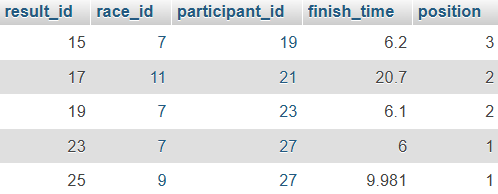 result_id race_id participant_id finish_time position
15 7 19 6.2 3
17 11 21 20.7 2
19 7 23 6.1 2
23 7 27 6 1
25 9 27 9.981 1